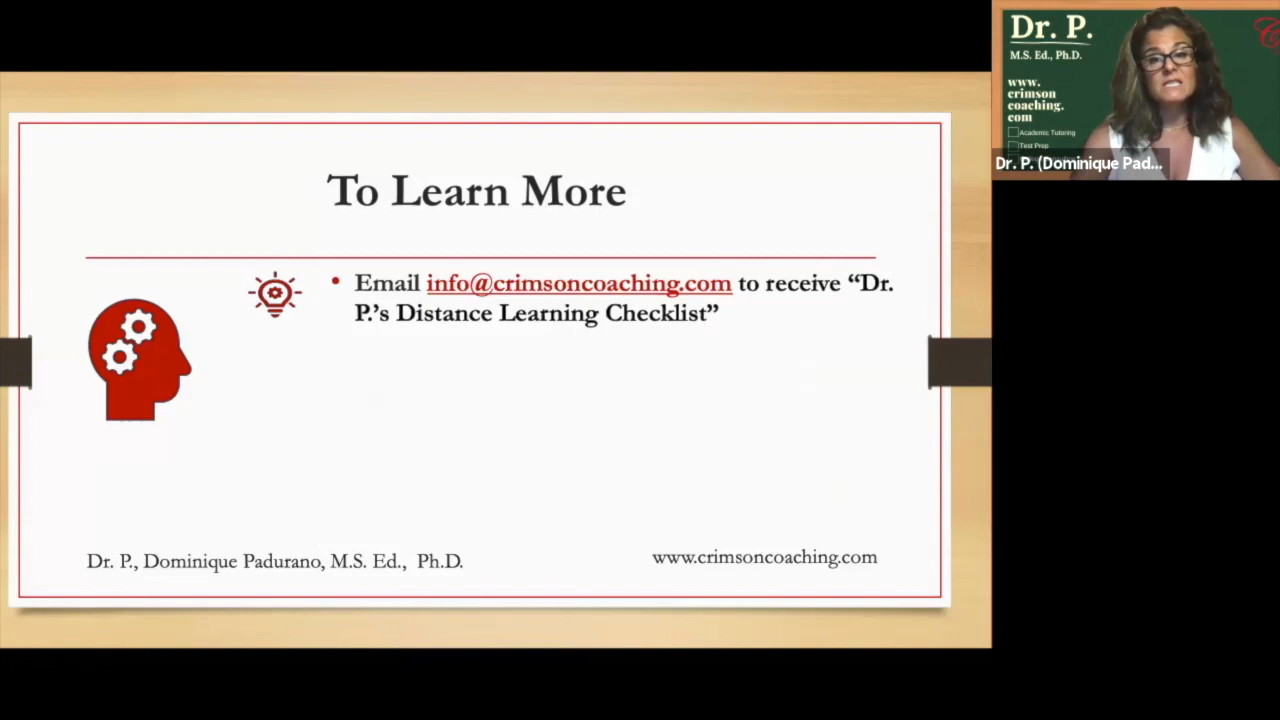 To Learn More
• Email info@crimsoncoaching.com to receive “Dr.
P.’s Distance Learning Checklist”
Dr. P., Dominique Padurano, M.S. Ed., Ph.D.
www.crimsoncoaching.com
Dr. P.
M.S. Ed., Ph.D.
www.
crimson
coaching.
com
Academic Tutoring
Test Prep
Dr. P. (Dominique Pad...